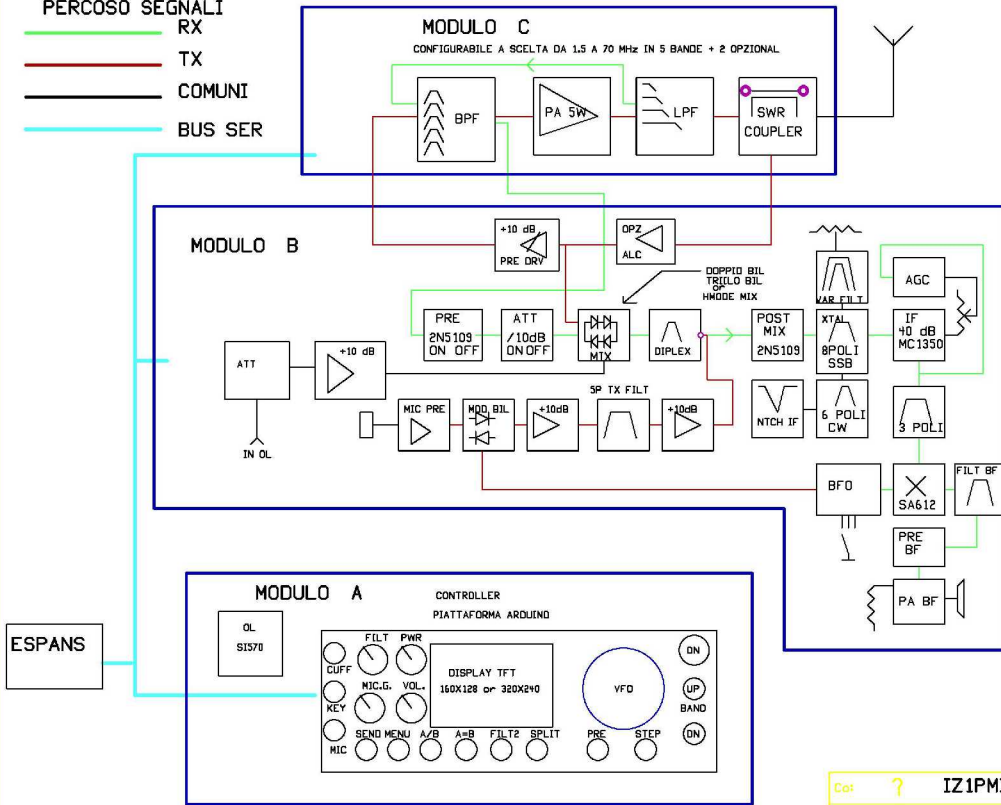 PERCOSO SEGNALI
RX
TX
COMUNI
BUS SER
MODULO C
CONFIGURABILE A SCELTA DA 1.5 A 70 MHz IN 5 BANDE + 2 OPZIONAL
BPF
PA 5W
LPF
SWR
COUPLER
MODULO B
+10 dB
PRE DRV
OPZ
ALC
DOPPIO BIL
TRIILO BIL
or
HMODE MIX
PRE
2N5109
ON OFF
ATT
/10dB
ON OFF
MIX
DIPLEX
POST
MIX
2N5109
VAR FILT
XTAL
8POLI
SSB
AGC
IF
40 dB
MC1350
ATT
+10 dB
IN OL
5P TX FILT
MIC PRE
MOD BIL
+10dB
+10dB
NTCH IF
6 POLI
CW
3 POLI
BFO
SA612
FILT BF
PRE
BF
PA BF
MODULO A
CONTROLLER
PIATTAFORMA ARDUINO
OL
SI570
ESPANS
FILT
PWR
CUFF
MIC.G.
VOL.
KEY
MIC
DISPLAY TFT
160X128 or 320X240
VFO
ON
UP
BAND
DN
SEND MENU A/B A=B FILT2 SPLIT PRE STEP
Col ? IZ1PM